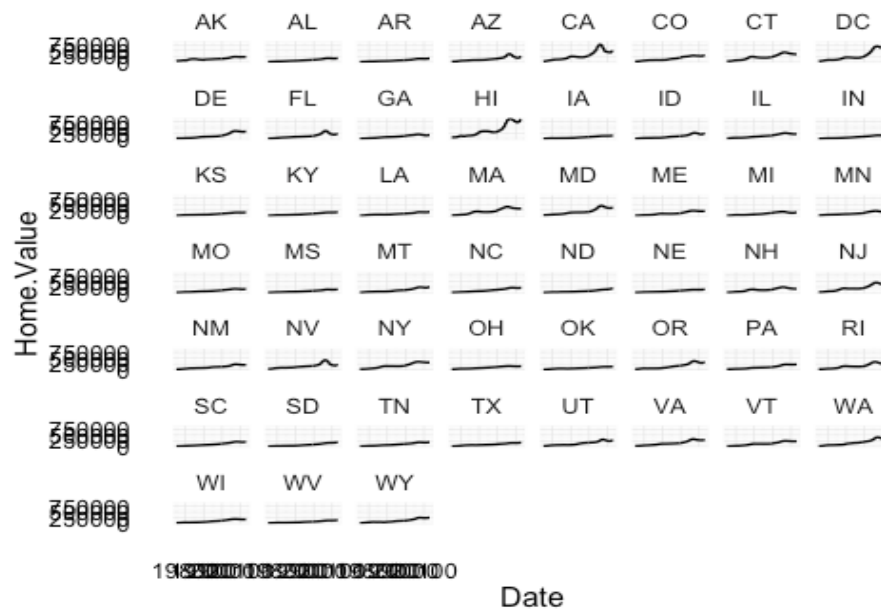 AK AL AR AZ CA CO CT DC
DE FL GA HI IA ID IL IN
KS KY LA MA MD ME MI MN
MO MS MT NC ND NE NH NJ
NM NV NY OH OK OR PA RI
SC SD TN TX UT VA VT WA
WI WV WY
Home.Value
Date